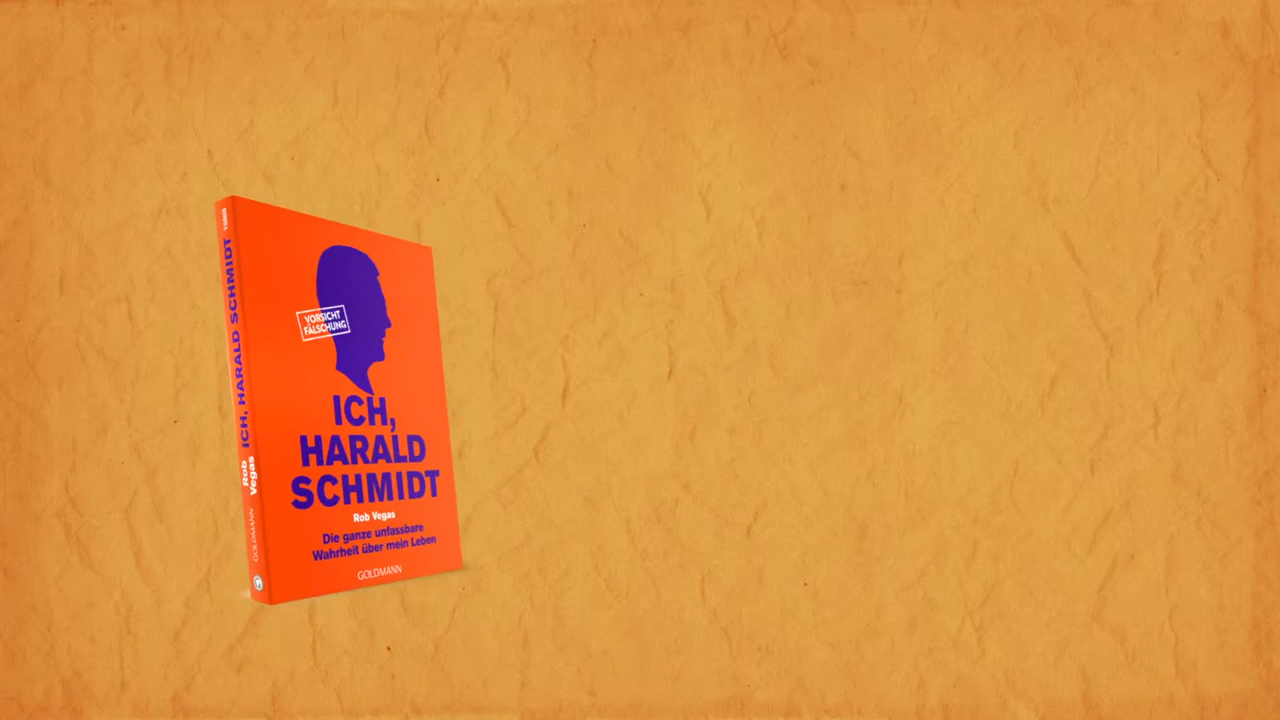 VORSICHT
FÄLSCHUNG
ICH,
HARALD
SCHMIDT
Rob Vegas
Die ganze unfassbare
Wahrheit über mein Leben
GOLDMANN
ICH, HARALD SCHMIDT
Rob
Vegas
GOLDMANN
G